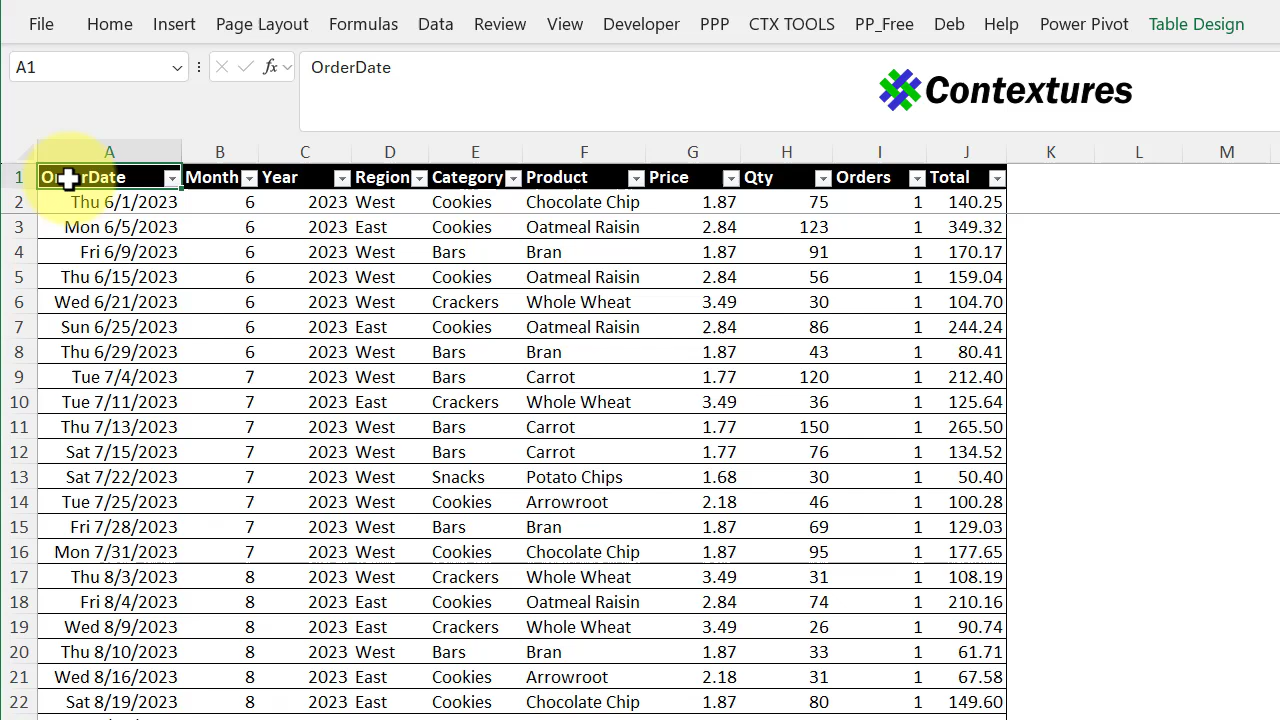 File Home Insert Page Layout Formulas Data Review View Developer PPP CTX TOOLS PP_Free Deb Help Power Pivot Table Design
A1 fx OrderDate
Contextures
A B C D E F G H I J K L M
1 OrderDate Month Year Region Category Product Price Qty Orders Total
2 Thu 6/1/2023 6 2023 West Cookies Chocolate Chip 1.87 75 1 140.25
3 Mon 6/5/2023 6 2023 East Cookies Oatmeal Raisin 2.84 123 1 349.32
4 Fri 6/9/2023 6 2023 West Bars Bran 1.87 91 1 170.17
5 Thu 6/15/2023 6 2023 West Cookies Oatmeal Raisin 2.84 56 1 159.04
6 Wed 6/21/2023 6 2023 West Crackers Whole Wheat 3.49 30 1 104.70
7 Sun 6/25/2023 6 2023 East Cookies Oatmeal Raisin 2.84 86 1 244.24
8 Thu 6/29/2023 6 2023 West Bars Bran 1.87 43 1 80.41
9 Tue 7/4/2023 7 2023 West Bars Carrot 1.77 120 1 212.40
10 Tue 7/11/2023 7 2023 East Crackers Whole Wheat 3.49 36 1 125.64
11 Thu 7/13/2023 7 2023 West Bars Carrot 1.77 150 1 265.50
12 Sat 7/15/2023 7 2023 West Bars Carrot 1.77 76 1 134.52
13 Sat 7/22/2023 7 2023 West Snacks Potato Chips 1.68 30 1 50.40
14 Tue 7/25/2023 7 2023 West Cookies Arrowroot 2.18 46 1 100.28
15 Fri 7/28/2023 7 2023 West Bars Bran 1.87 69 1 129.03
16 Mon 7/31/2023 7 2023 West Cookies Chocolate Chip 1.87 95 1 177.65
17 Thu 8/3/2023 8 2023 West Crackers Whole Wheat 3.49 31 1 108.19
18 Fri 8/4/2023 8 2023 East Cookies Oatmeal Raisin 2.84 74 1 210.16
19 Wed 8/9/2023 8 2023 East Crackers Whole Wheat 3.49 26 1 90.74
20 Thu 8/10/2023 8 2023 West Bars Bran 1.87 33 1 61.71
21 Wed 8/16/2023 8 2023 East Cookies Arrowroot 2.18 31 1 67.58
22 Sat 8/19/2023 8 2023 East Cookies Chocolate Chip 1.87 80 1 149.60